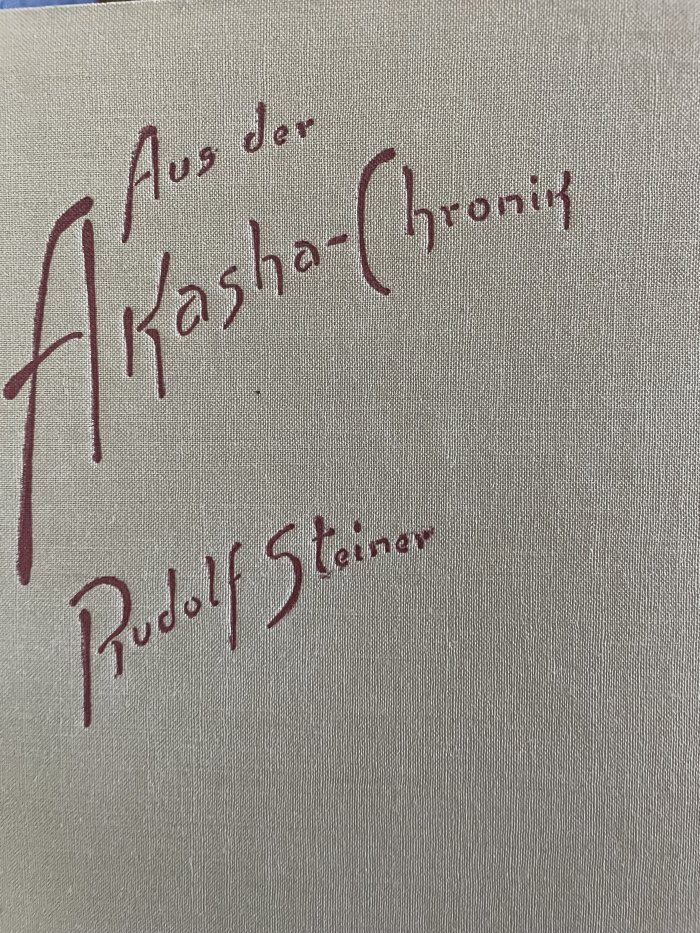 Aus der
Akasha-Chronik
Rudolf Steiner